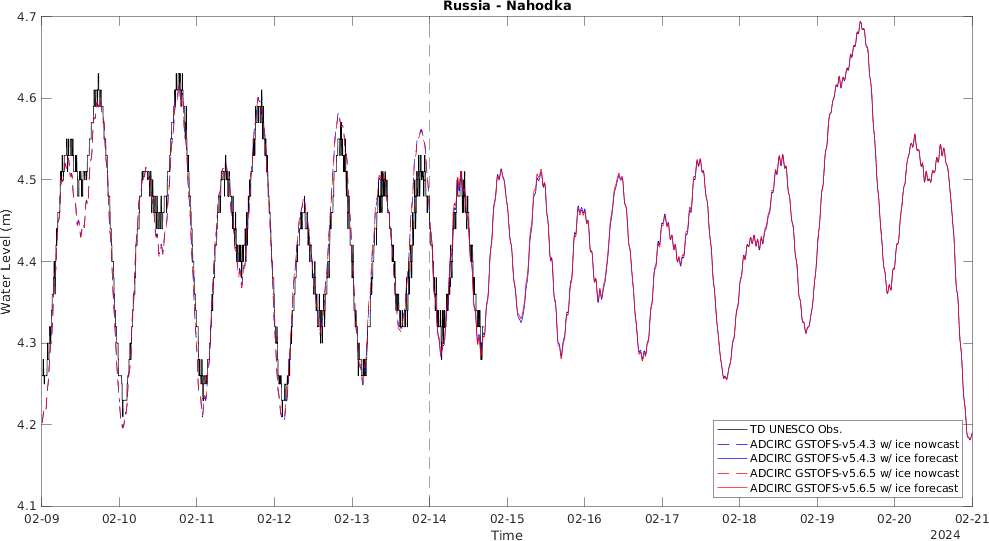 Russia - Nahodka
4.7
4.6
4.5
4.4
4.3
4.2
4.1
Water Level (m)
TD UNESCO Obs.
ADCIRC GSTOFS-v5.4.3 w/ ice nowcast
ADCIRC GSTOFS-v5.4.3 w/ ice forecast
ADCIRC GSTOFS-v5.6.5 w/ ice nowcast
ADCIRC GSTOFS-v5.6.5 w/ ice forecast
02-09 02-10 02-11 02-12 02-13 02-14 02-15 02-16 02-17 02-18 02-19 02-20 02-21
Time 2024